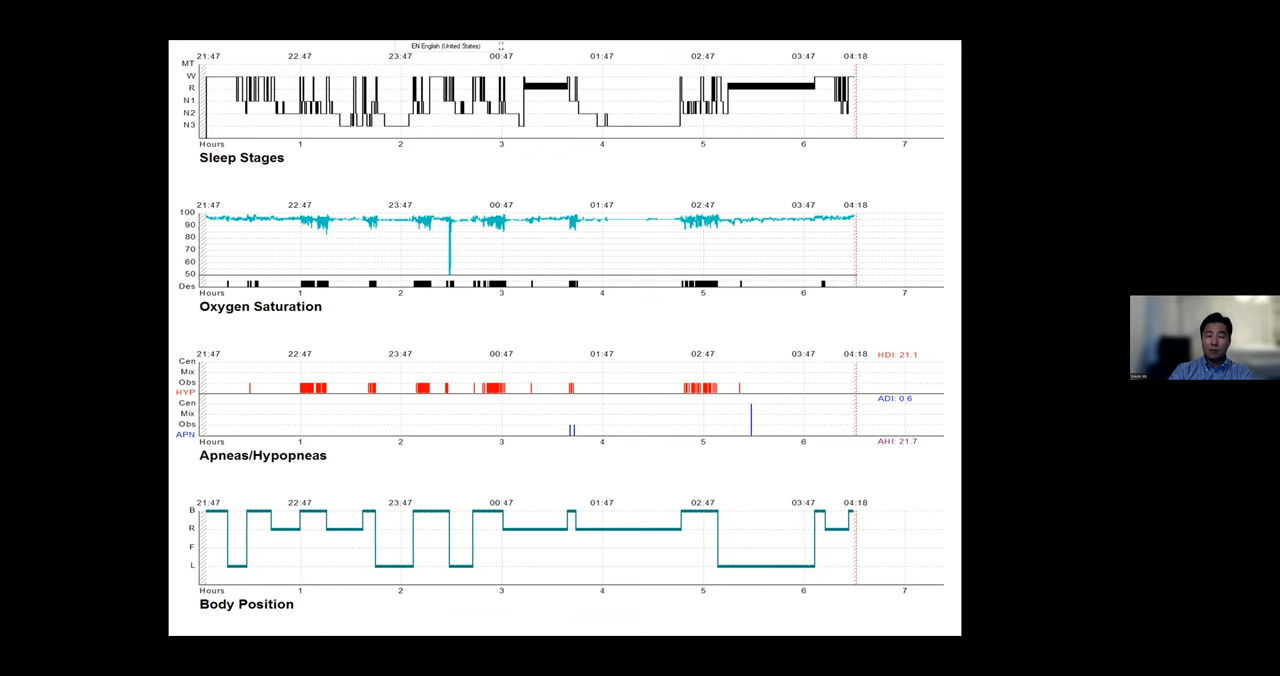 EN English (United States)
21:47 22:47 23:47 00:47 01:47 02:47 03:47 04:18
MT
W
R
N1
N2
N3
Hours 1 2 3 4 5 6 7
Sleep Stages
21:47 22:47 23:47 00:47 01:47 02:47 03:47 04:18
100
90
80
70
60
50
Des
Hours 1 2 3 4 5 6 7
Oxygen Saturation
21:47 22:47 23:47 00:47 01:47 02:47 03:47 04:18 HDI: 21.1
Cen
Mix
Obs
HYP
ADI: 0.6
Cen
Mix
Obs
APN
Hours 1 2 3 4 5 6 7 AHI: 21.7
Apneas/Hypopneas
21:47 22:47 23:47 00:47 01:47 02:47 03:47 04:18
B
R
F
L
Hours 1 2 3 4 5 6 7
Body Position